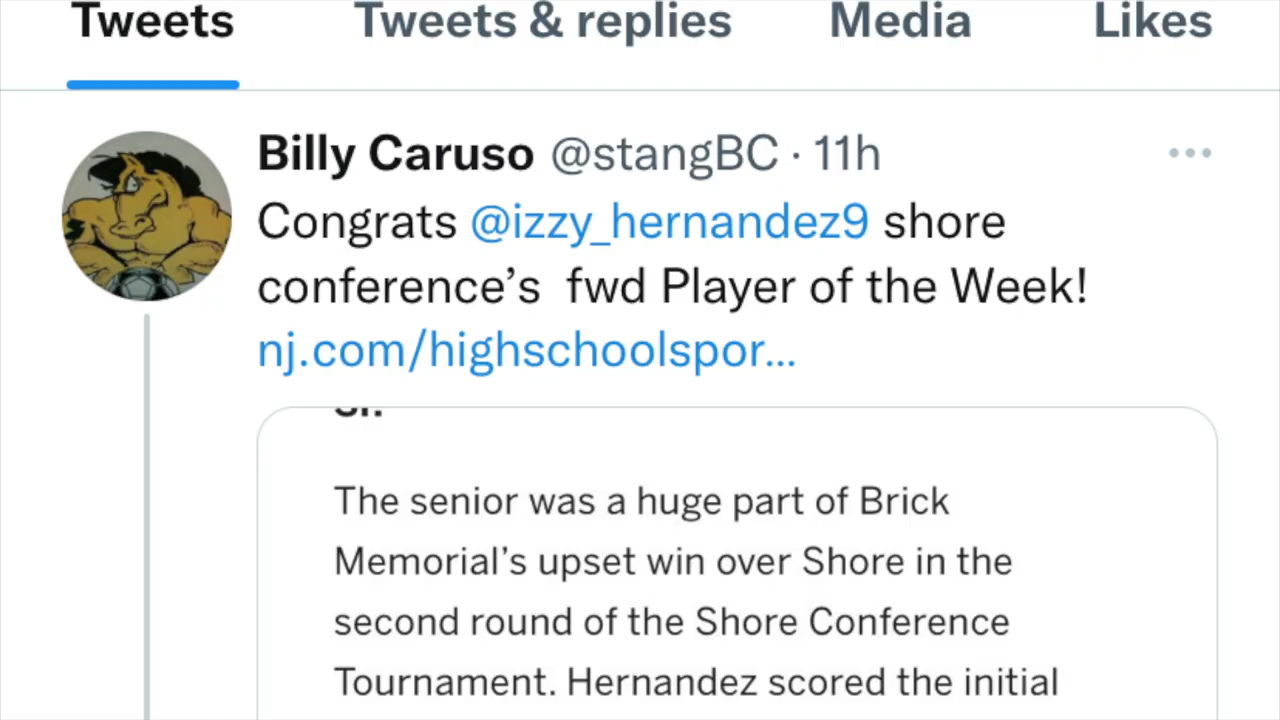 Tweets Tweets & replies Media Likes
Billy Caruso @stangBC · 11h
Congrats @izzy_hernandez9 shore
conference’s  fwd Player of the Week!
nj.com/highschoolspor...
Sr.
The senior was a huge part of Brick
Memorial’s upset win over Shore in the
second round of the Shore Conference
Tournament. Hernandez scored the initial